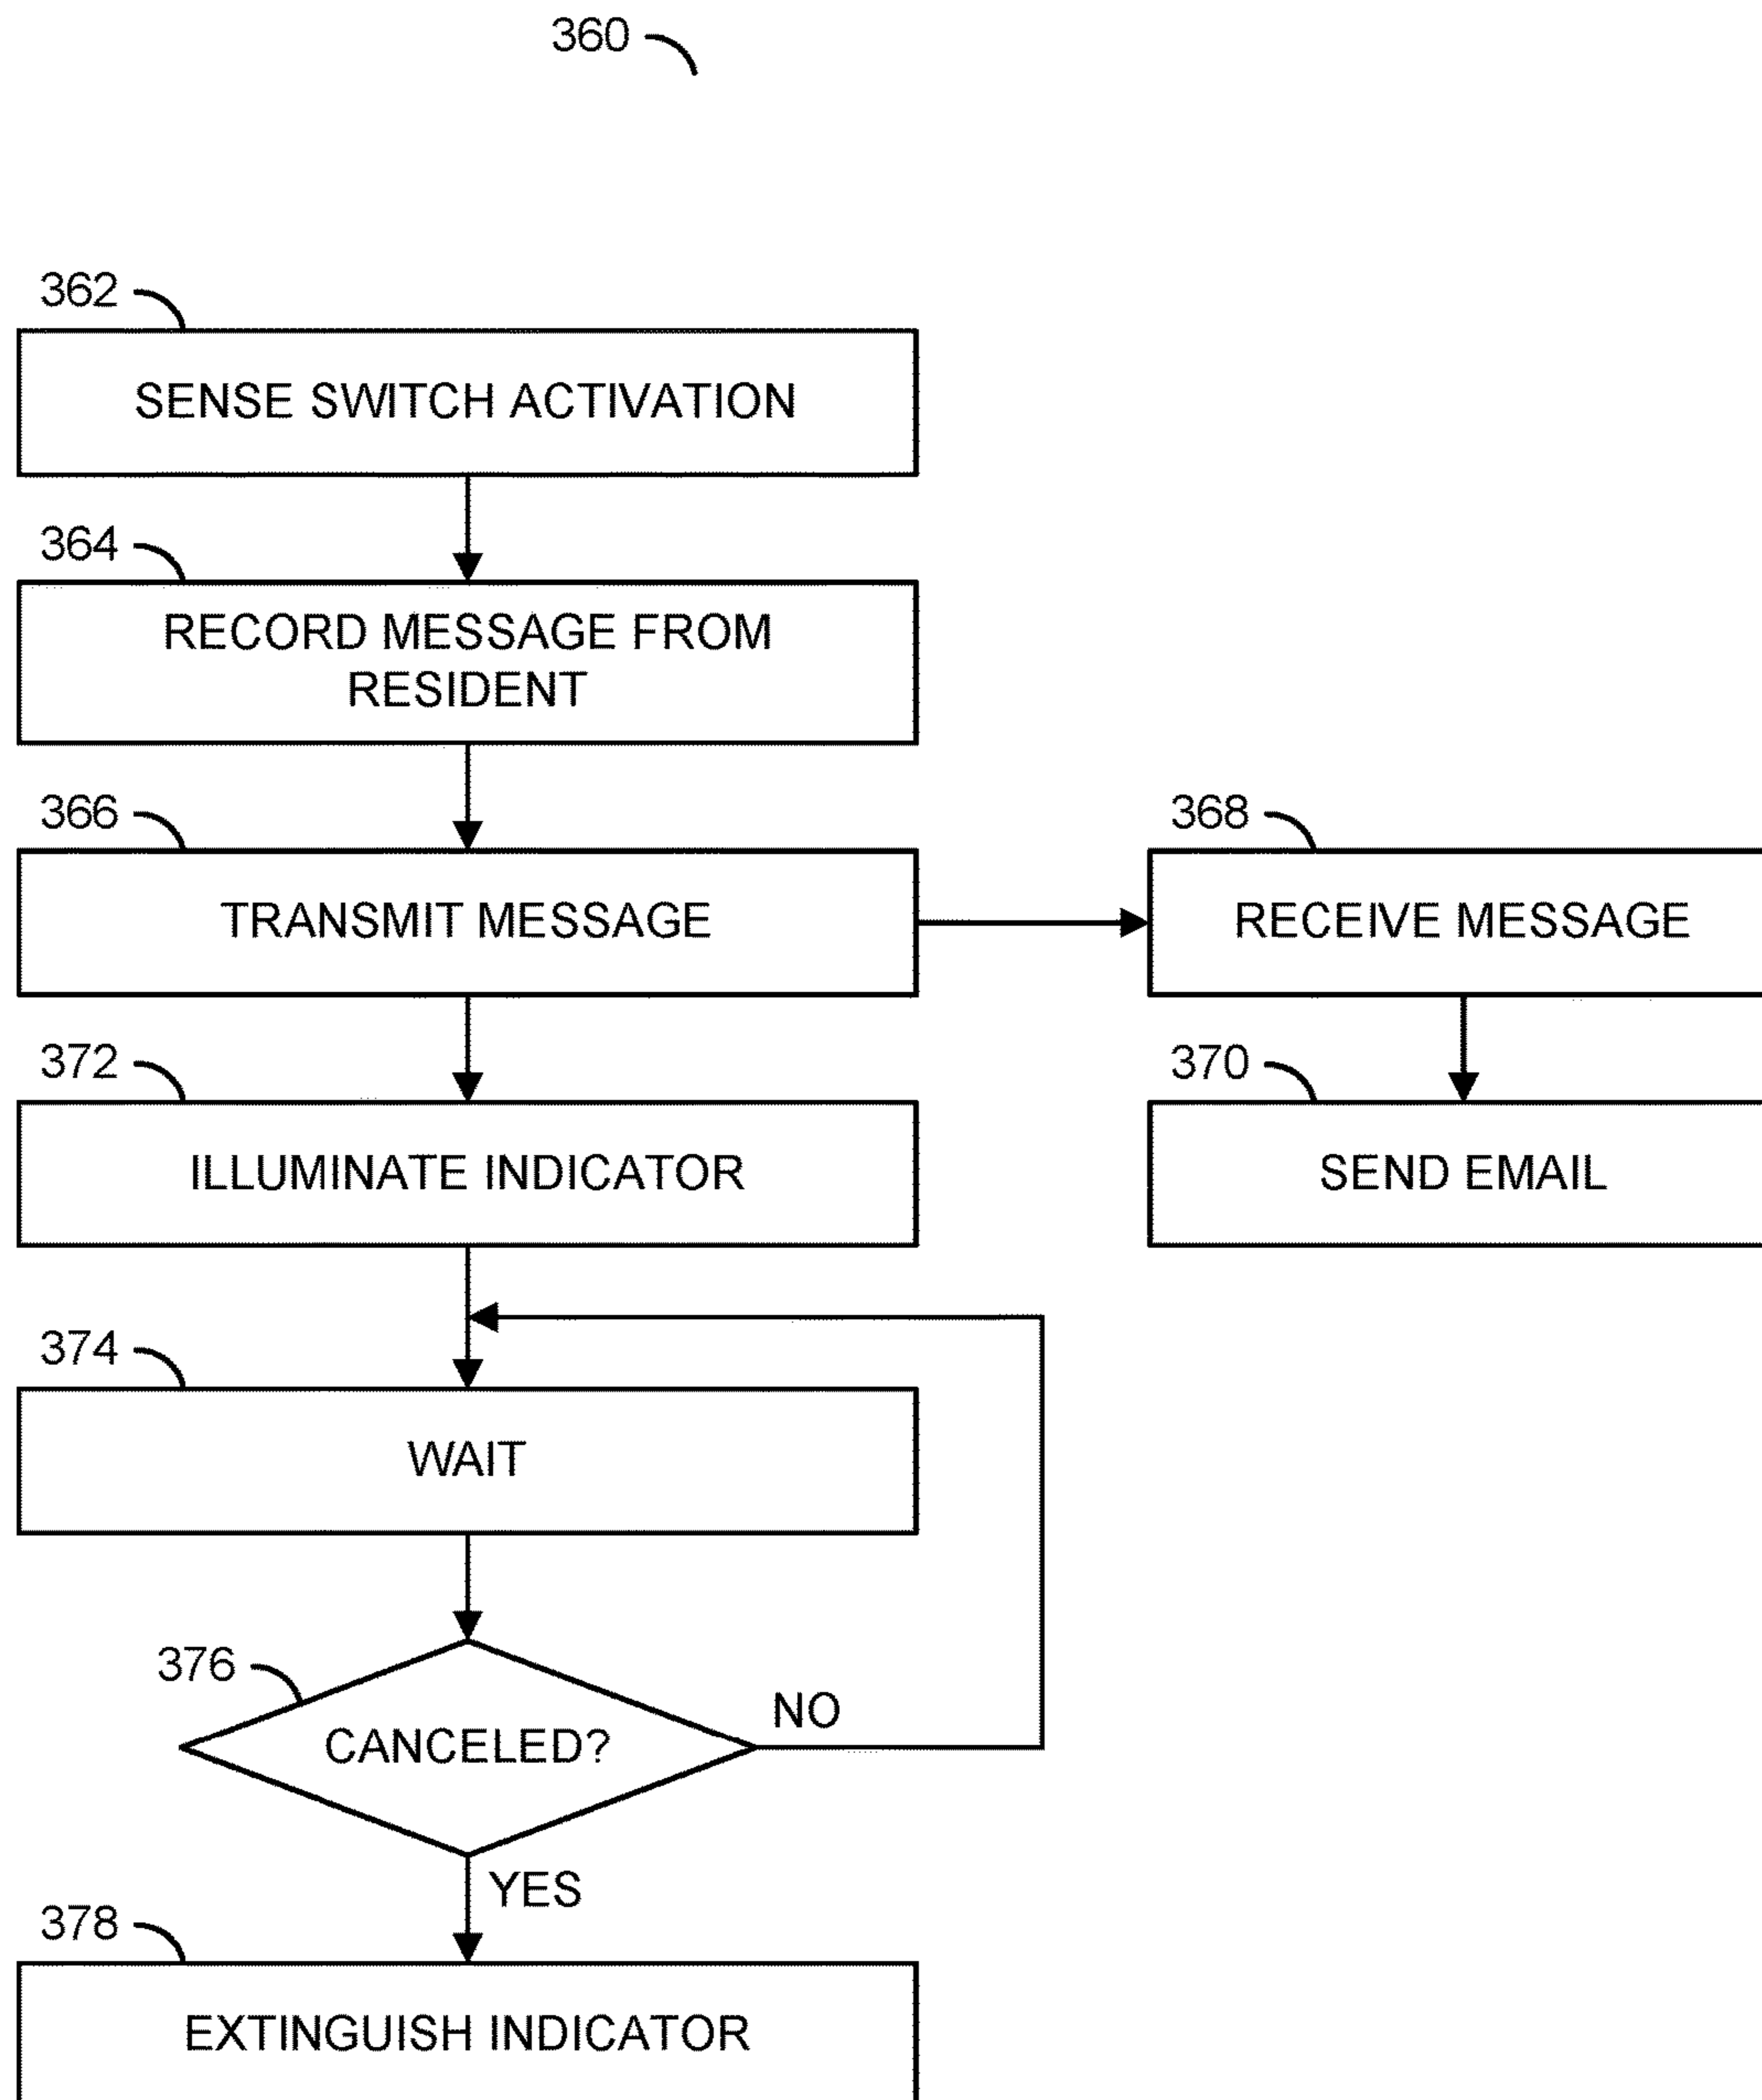 360
362
SENSE SWITCH ACTIVATION
364
RECORD MESSAGE FROM
RESIDENT
366
TRANSMIT MESSAGE
368
RECEIVE MESSAGE
372
ILLUMINATE INDICATOR
370
SEND EMAIL
374
WAIT
376
CANCELED?
NO
YES
378
EXTINGUISH INDICATOR